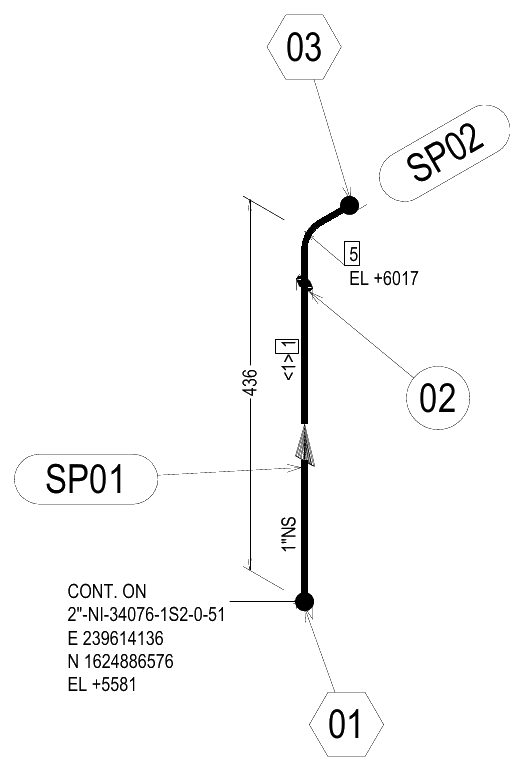 03
SP02
5
EL +6017
<1> 1
02
436
SP01
1"NS
CONT. ON
2"-NI-34076-1S2-0-51
E 239614136
N 1624886576
EL +5581
01